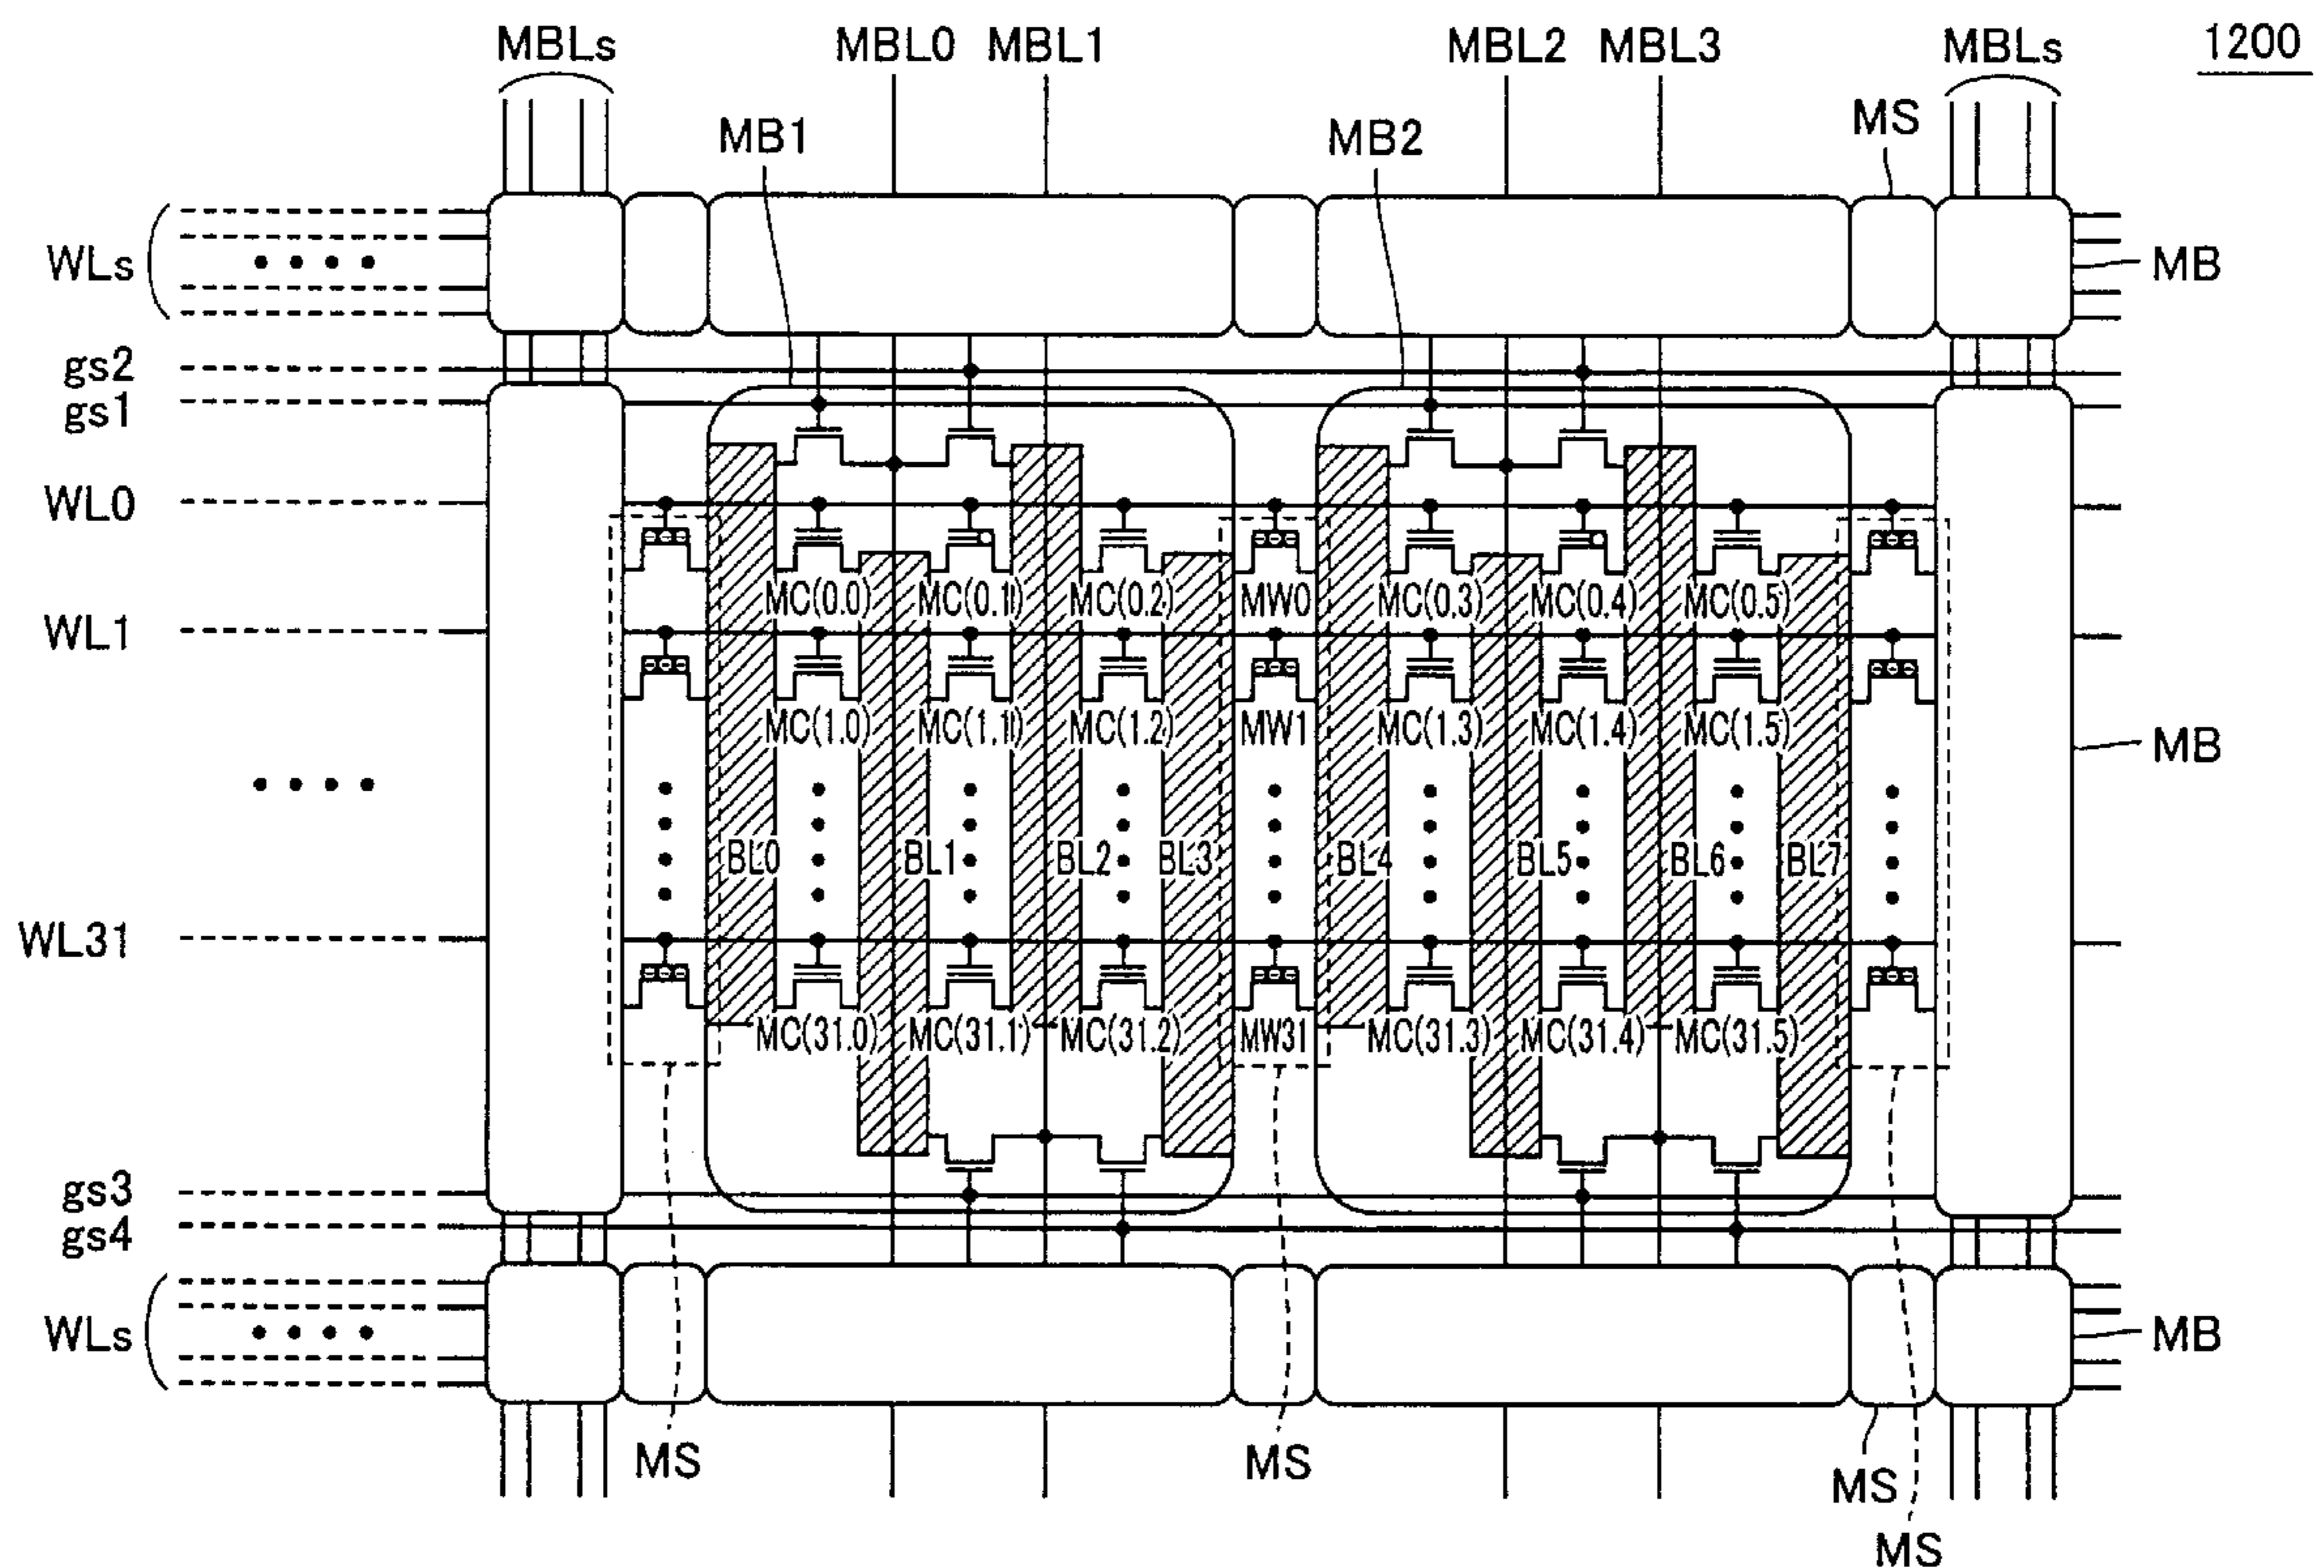 MBLs MBL0 MBL1 MBL2 MBL3 MBLs 1200
MB1 MB2 MS
WLs MB
gs2
gs1
WL0
MC(0.0) MC(0.1) MC(0.2) MW0 MC(0.3) MC(0.4) MC(0.5)
WL1
MC(1.0) MC(1.1) MC(1.2) MW1 MC(1.3) MC(1.4) MC(1.5)
MB
BL0 BL1 BL2 BL3 BL4 BL5 BL6 BL7
WL31
MC(31.0) MC(31.1) MC(31.2) MW31 MC(31.3) MC(31.4) MC(31.5)
gs3
gs4
WLs MB
MS MS MS
MS